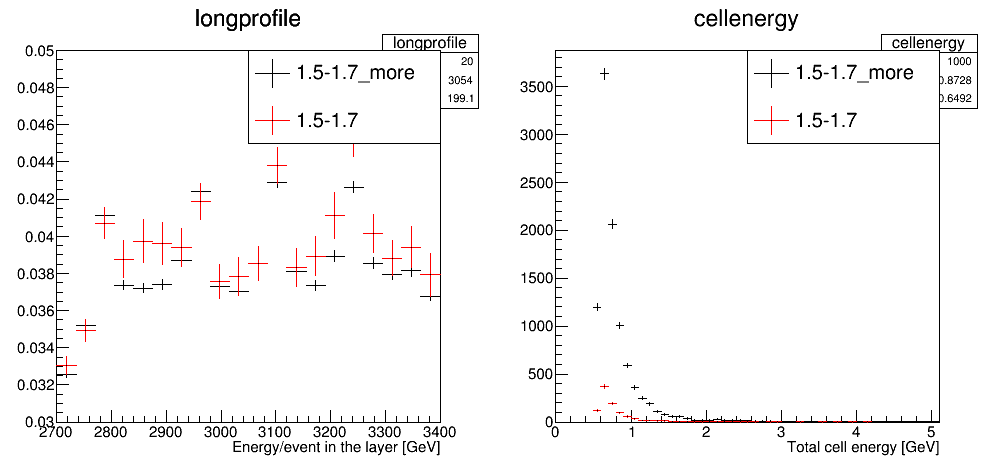 longprofile
longprofile
20
3054
199.1
1.5-1.7_more
1.5-1.7
0.05
0.048
0.046
0.044
0.042
0.04
0.038
0.036
0.034
0.032
0.03
2700 2800 2900 3000 3100 3200 3300 3400
Energy/event in the layer [GeV]
cellenergy
cellenergy
1000
0.8728
0.6492
1.5-1.7_more
1.5-1.7
3500
3000
2500
2000
1500
1000
500
0
0 1 2 3 4 5
Total cell energy [GeV]